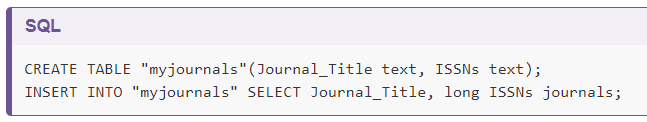 SQL
CREATE TABLE "myjournals"(Journal_Title text, ISSNs text);
INSERT INTO "myjournals" SELECT Journal_Title, long ISSNs journals;